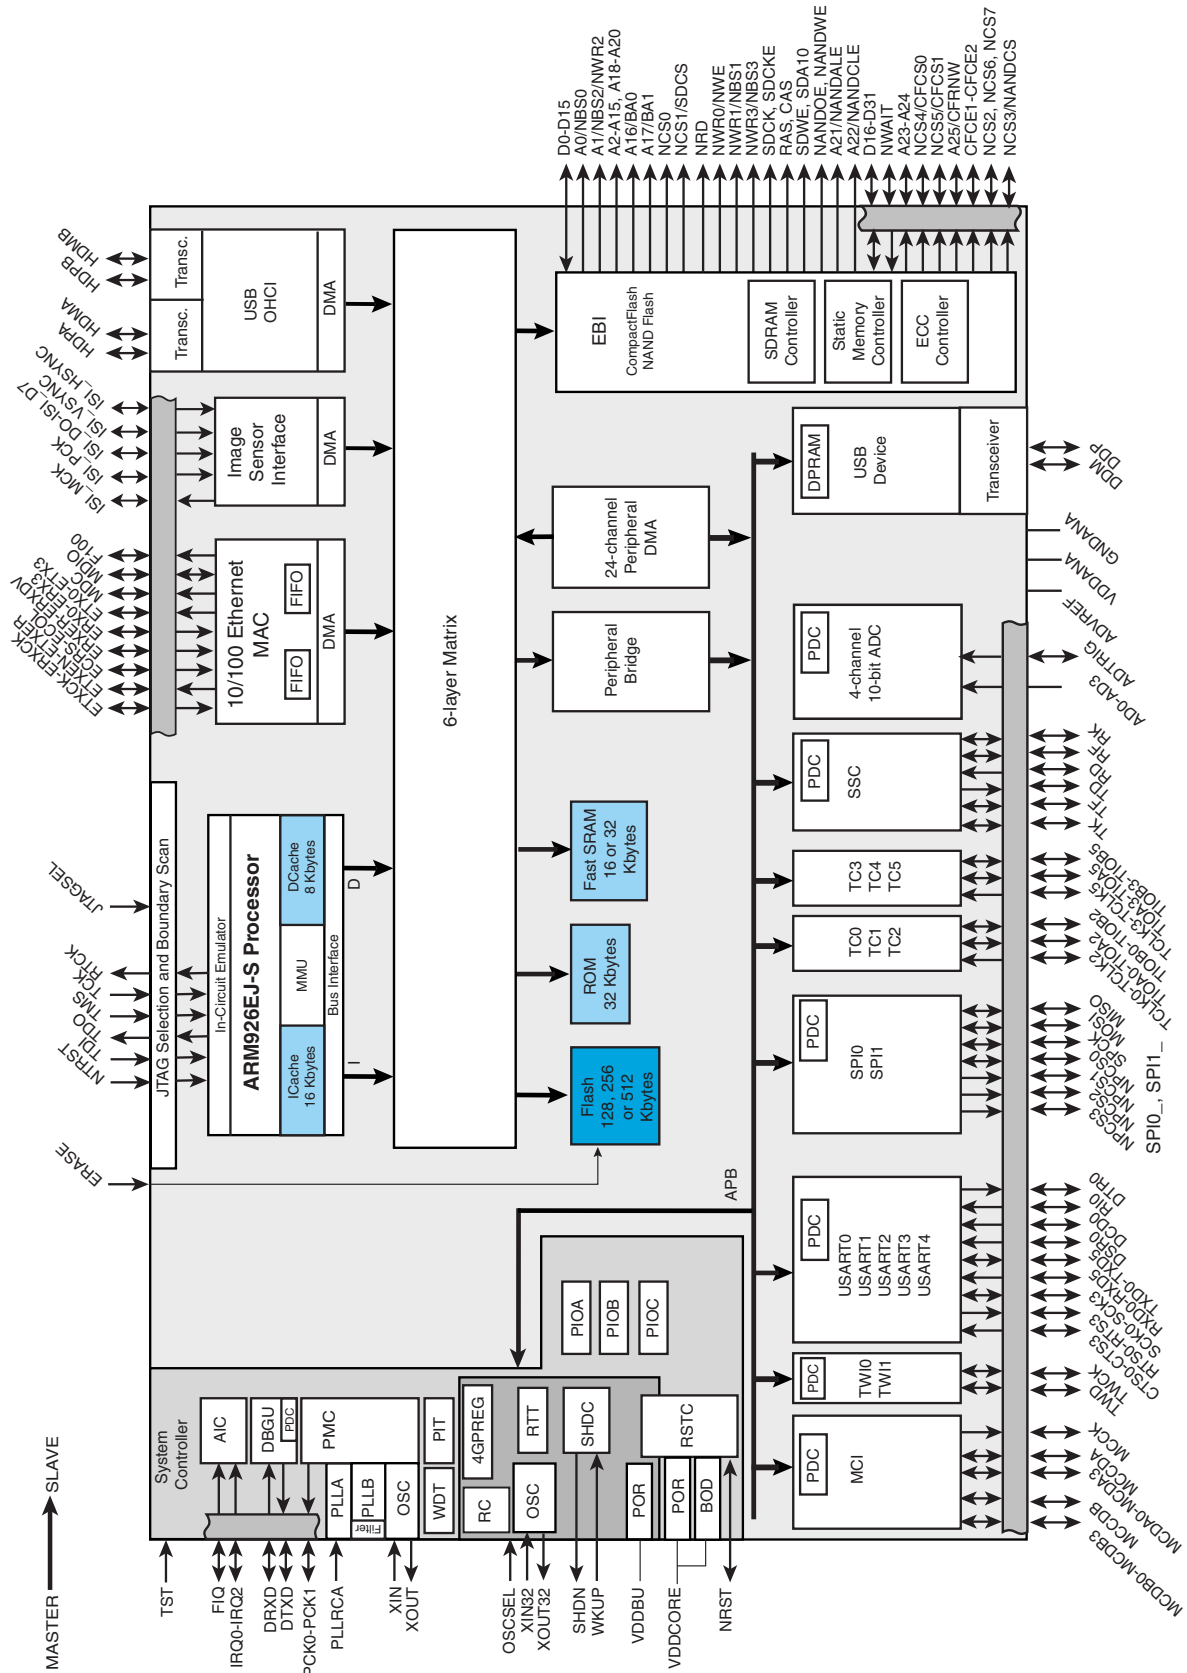 MASTER
SLAVE
HDPA
HDMA
HDPB
HDMB
Transc.
Transc.
USB
OHCI
DMA
ISI_MCK
ISI_PCK
ISI_DO-ISI_D7
ISI_VSYNC
ISI_HSYNC
Image
Sensor
Interface
DMA
ETXCK-ERXCK
ETXEN-ETXER
ECRS-ECOL
ERXER-ERXDV
ERX0-ERX3
ETX0-ETX3
MDC
MDIO
F100
10/100 Ethernet
MAC
FIFO
FIFO
DMA
JTAGSEL
NTRST
TDI
TDO
TMS
TCK
RTCK
JTAG Selection and Boundary Scan
In-Circuit Emulator
ARM926EJ-S Processor
ICache
16 Kbytes
MMU
DCache
8 Kbytes
Bus Interface
I
D
ERASE
6-layer Matrix
Flash
128, 256
or 512
Kbytes
ROM
32 Kbytes
Fast SRAM
16 or 32
Kbytes
Peripheral
Bridge
24-channel
Peripheral
DMA
APB
EBI
CompactFlash
NAND Flash
SDRAM
Controller
Static
Memory
Controller
ECC
Controller
D0-D15
A0/NBS0
A1/NBS2/NWR2
A2-A15, A18-A20
A16/BA0
A17/BA1
NCS0
NCS1/SDCS
NRD
NWR0/NWE
NWR1/NBS1
NWR3/NBS3
SDCK, SDCKE
RAS, CAS
SDWE, SDA10
NANDOE, NANDWE
A21/NANDALE
A22/NANDCLE
D16-D31
NWAIT
A23-A24
NCS4/CFCS0
NCS5/CFCS1
A25/CFRNW
CFCE1-CFCE2
NCS2, NCS6, NCS7
NCS3/NANDCS
System
Controller
TST
FIQ
IRQ0-IRQ2
DRXD
DTXD
PCK0-PCK1
PLLRCA
XIN
XOUT
OSCSEL
XIN32
XOUT32
SHDN
WKUP
VDDBU
VDDCORE
NRST
AIC
DBGU
PDC
PMC
PLLA
PLLB
Filter
OSC
WDT
PIT
4GPREG
RC
OSC
RTT
SHDC
POR
RSTC
POR
BOD
PIOA
PIOB
PIOC
PDC
MCI
PDC
TWI0
TWI1
PDC
USART0
USART1
USART2
USART3
USART4
PDC
SPI0
SPI1
TC0
TC1
TC2
TC3
TC4
TC5
PDC
SSC
PDC
4-channel
10-bit ADC
DPRAM
USB
Device
Transceiver
MCDB0-MCDB3
MCCDB
MCDA0-MCDA3
MCCDA
MCCK
TWD
TWCK
CTS0-CTS3
RTS0-RTS3
SCK0-SCK3
RXD0-RXD5
TXD0-TXD5
DSR0
DCD0
RI0
DTR0
NPCS3
NPCS2
NPCS1
NPCS0
SPCK
MOSI
MISO
SPI0_, SPI1_
TCLK0-TCLK2
TIOA0-TIOA2
TIOB0-TIOB2
TCLK3-TCLK5
TIOA3-TIOA5
TIOB3-TIOB5
TK
TF
TD
RD
RF
RK
AD0-AD3
ADTRIG
ADVREF
VDDANA
GNDANA
DDM
DDP